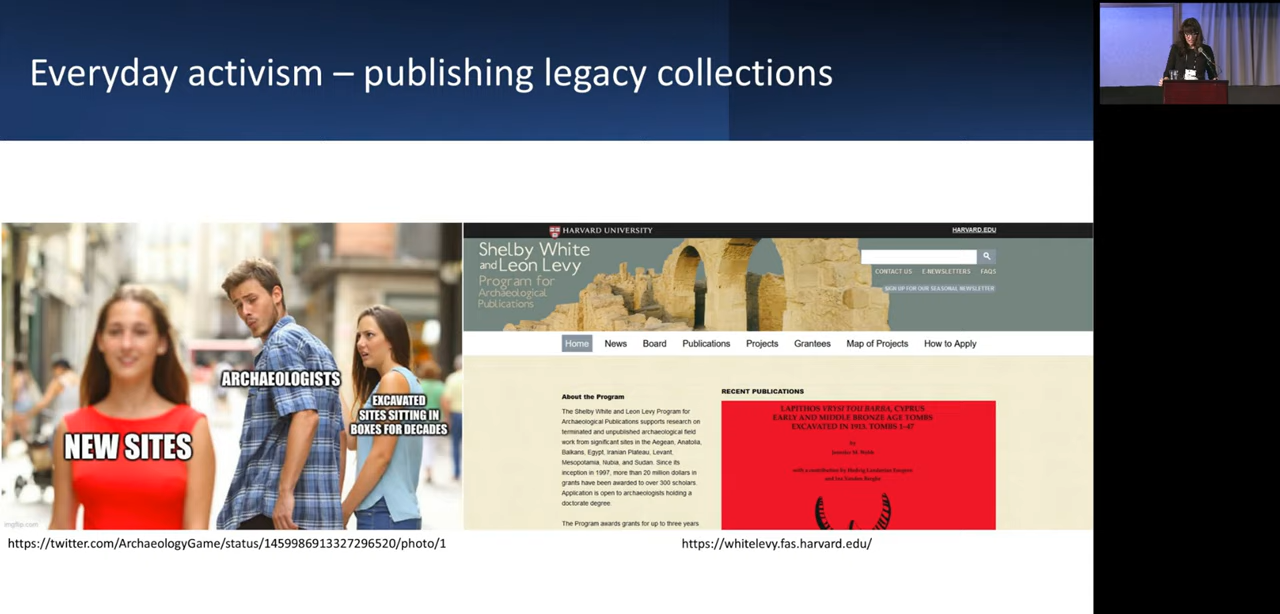 Everyday activism – publishing legacy collections
NEW SITES
ARCHAEOLOGISTS
EXCAVATED
SITES SITTING IN
BOXES FOR DECADES
imgflip.com
https://twitter.com/ArchaeologyGame/status/1459986913327296520/photo/1
HARVARD UNIVERSITY
HARVARD.EDU
Shelby White
and Leon Levy
Program for
Archaeological
Publications
CONTACT US E-NEWSLETTERS FAQS
SIGN UP FOR OUR SEASONAL NEWSLETTER
Home News Board Publications Projects Grantees Map of Projects How to Apply
About the Program
The Shelby White and Leon Levy Program for
Archaeological Publications supports research on
terminated and unpublished archaeological field
work from significant sites in the Aegean, Anatolia,
Balkans, Egypt, Iranian Plateau, Levant,
Mesopotamia, Nubia, and Sudan. Since its
inception in 1997, more than 20 million dollars in
grants have been awarded to over 300 scholars.
Application is open to archaeologists holding a
doctorate degree.
The Program awards grants for up to three years
RECENT PUBLICATIONS
LAPITHOS VRYSI TOU BARBA, CYPRUS
EARLY AND MIDDLE BRONZE AGE TOMBS
EXCAVATED IN 1913. TOMBS 1–47
by
Jennifer M. Webb
with a contribution by
https://whitelevy.fas.harvard.edu/